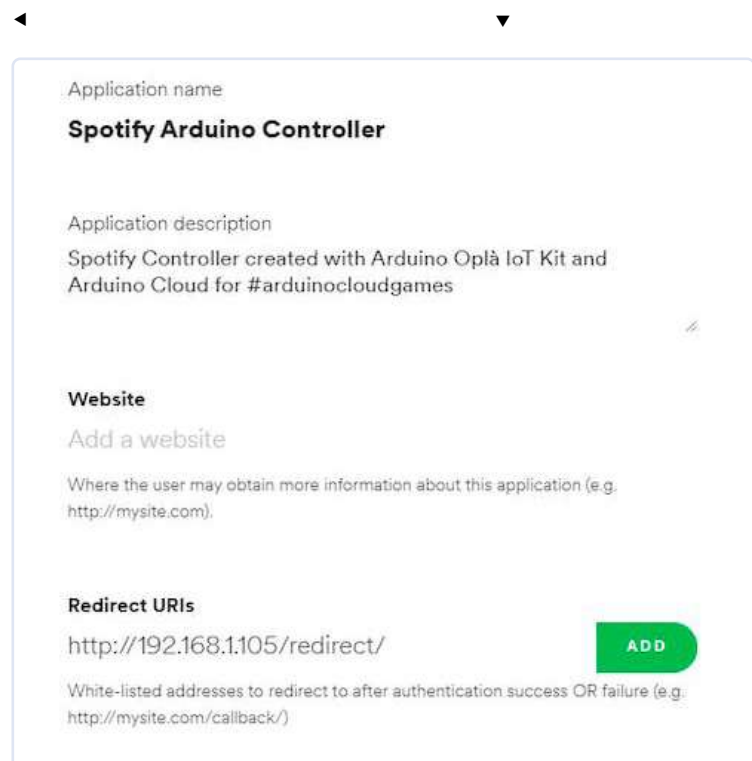 Application name
Spotify Arduino Controller
Application description
Spotify Controller created with Arduino Oplà IoT Kit and
Arduino Cloud for #arduinocloudgames
Website
Add a website
Where the user may obtain more information about this application (e.g.
http://mysite.com).
Redirect URIs
http://192.168.1.105/redirect/
ADD
White-listed addresses to redirect to after authentication success OR failure (e.g.
http://mysite.com/callback/)